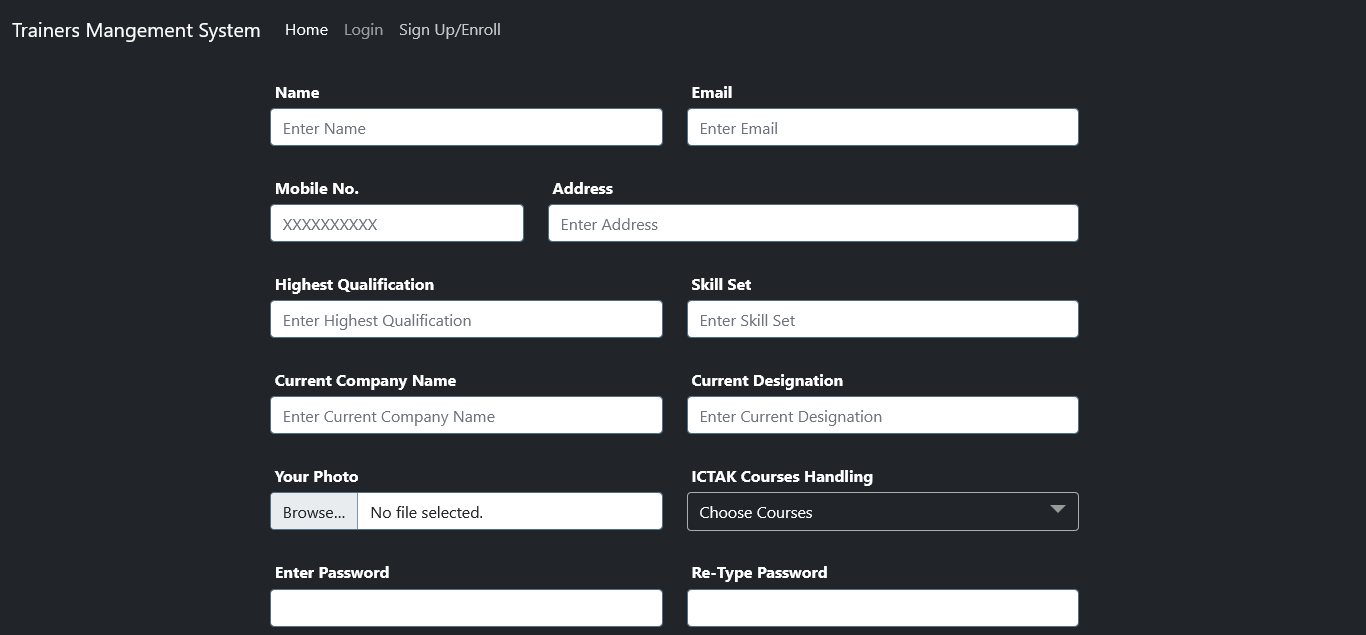 Trainers Mangement System Home Login Sign Up/Enroll
Name Email
Enter Name Enter Email
Mobile No. Address
XXXXXXXXXX Enter Address
Highest Qualification Skill Set
Enter Highest Qualification Enter Skill Set
Current Company Name Current Designation
Enter Current Company Name Enter Current Designation
Your Photo ICTAK Courses Handling
Browse... No file selected. Choose Courses
Enter Password Re-Type Password